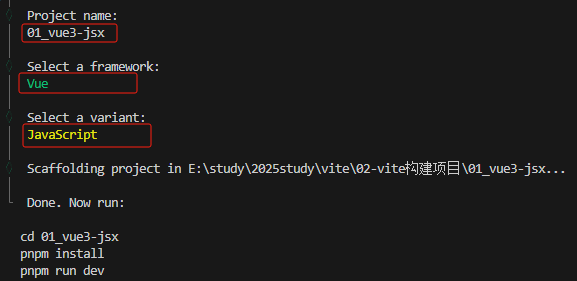 Project name:
01_vue3-jsx
Select a framework:
Vue
Select a variant:
JavaScript
Scaffolding project in E:\study\2025study\vite\02-vite构建项目\01_vue3-jsx...
Done. Now run:
cd 01_vue3-jsx
pnpm install
pnpm run dev